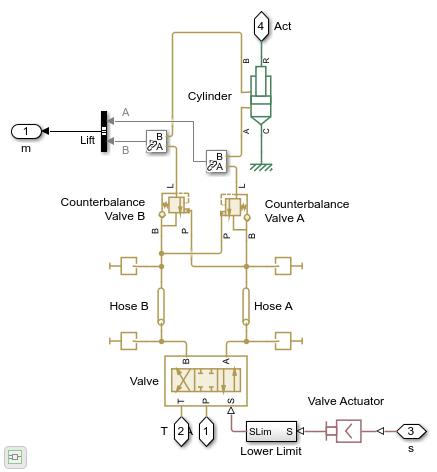 4 Act
B R
Cylinder
A
1
Lift
B
A
B
m
B
A
A C
L L
Counterbalance
Valve B
Counterbalance
Valve A
B P P B
Hose B
Hose A
B A
Valve
T P S
Valve Actuator
T 2 A 1
SLim S
3
Lower Limit
s